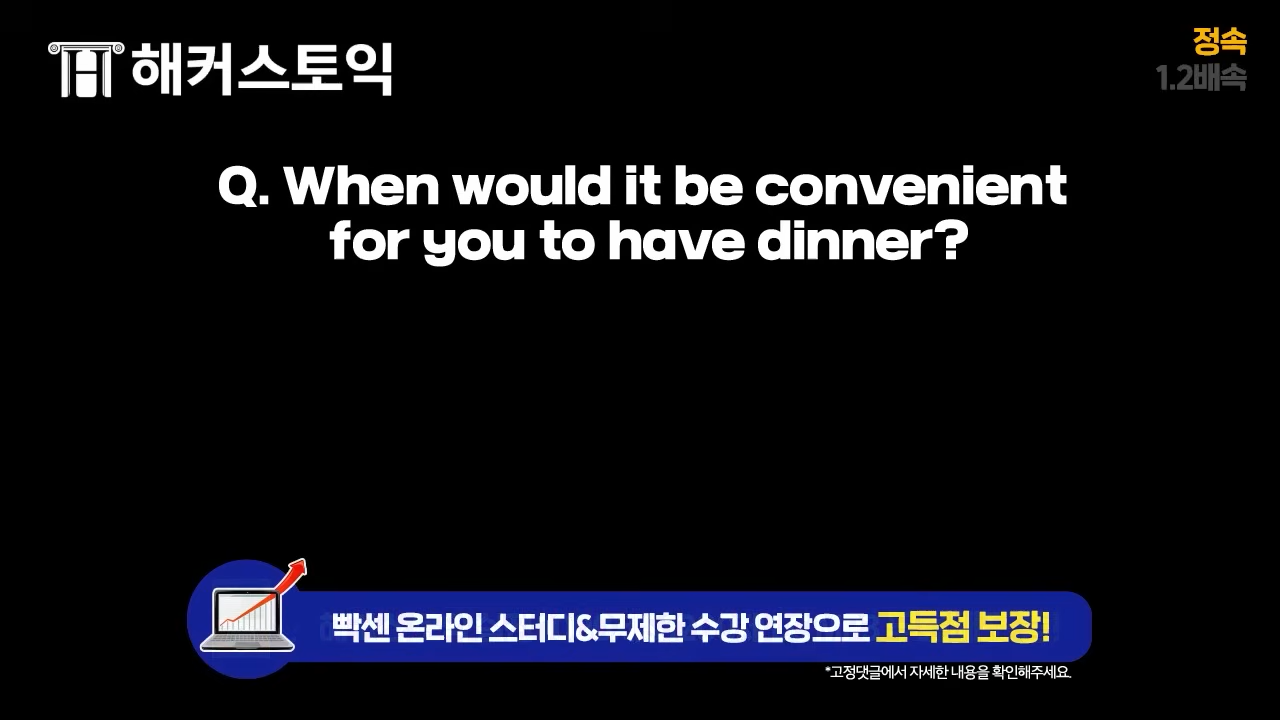 해커스토익
정속
1.2배속
Q. When would it be convenient
for you to have dinner?
빡센 온라인 스터디&무제한 수강 연장으로 고득점 보장!
*고정댓글에서 자세한 내용을 확인해주세요.